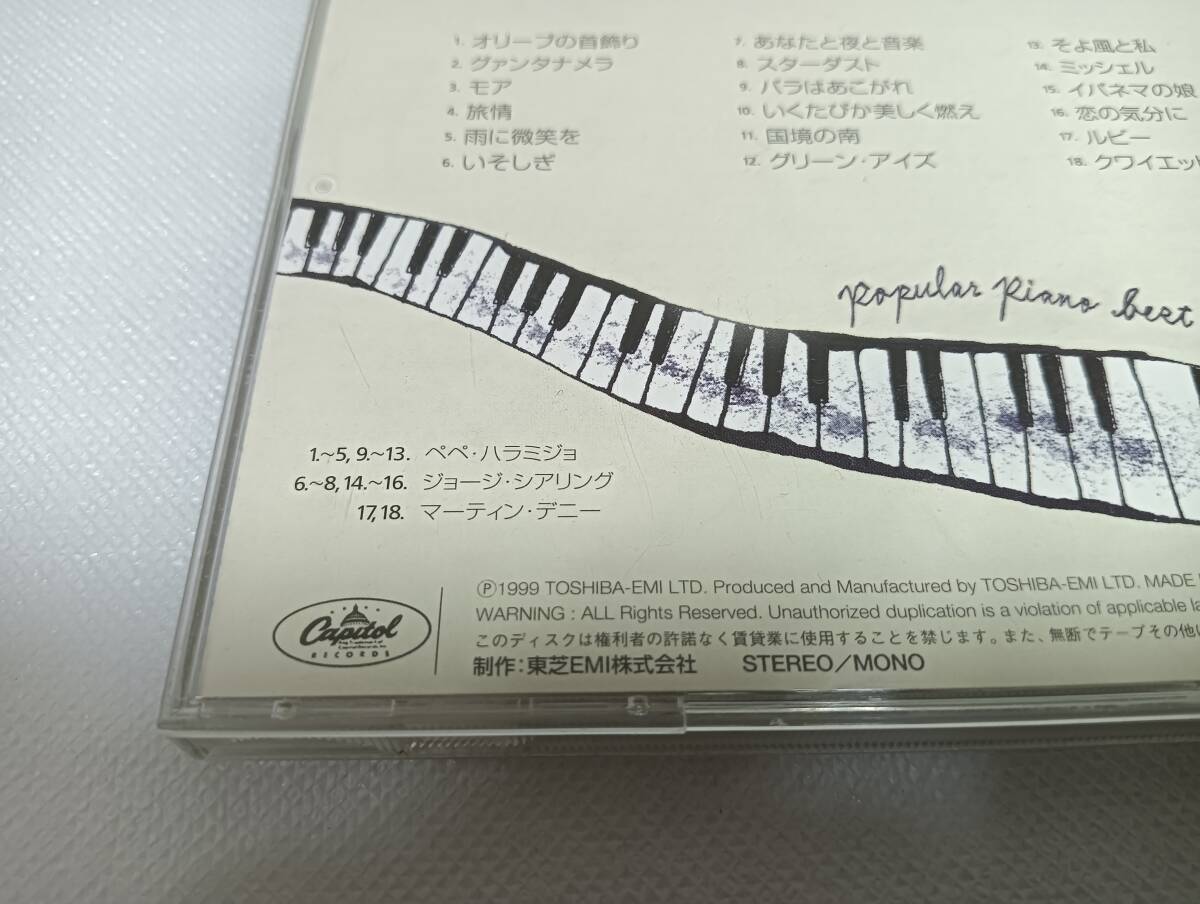 1. オリーブの首飾り
2. グァンタナメラ
3. モア
4. 旅情
5. 雨に微笑を
6. いそしぎ
7. あなたと夜と音楽
8. スターダスト
9. パラはあこがれ
10. いくたびか美しく燃え
11. 国境の南
12. グリーン・アイズ
13. そよ風と私
14. ミッシェル
15. イパネマの娘
16. 恋の気分に
17. ルビー
18. クワイエット
popular piano best
1.~5, 9.~13. ペペ・ハラミジョ
6.~8, 14.~16. ジョージ・シアリング
17, 18. マーティン・デニー
Capitol
RECORDS
Ⓟ1999 TOSHIBA-EMI LTD. Produced and Manufactured by TOSHIBA-EMI LTD. MADE
WARNING : ALL Rights Reserved. Unauthorized duplication is a violation of applicable la
このディスクは権利者の許諾なく賃貸業に使用することを禁じます。また、無断でテープその他に
制作：東芝EMI株式会社 STEREO／MONO